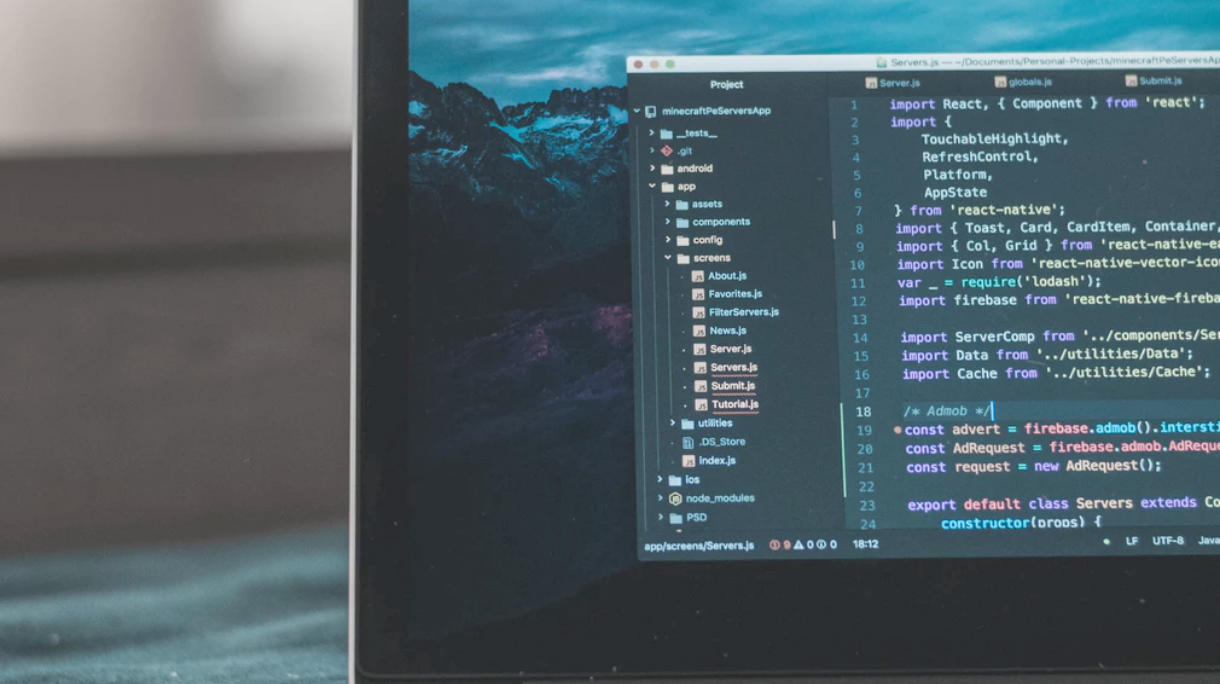 Servers.js — ~/Documents/Personal-Projects/minecraftPeServersApp
Project
Server.js
globals.js
Submit.js
minecraftPeServersApp
__tests__
.git
android
app
assets
components
config
screens
About.js
Favorites.js
FilterServers.js
News.js
Server.js
Servers.js
Submit.js
Tutorial.js
utilities
.DS_Store
index.js
ios
node_modules
PSD
1 import React, { Component } from 'react';
2 import {
3 TouchableHighlight,
4 RefreshControl,
5 Platform,
6 AppState
7 } from 'react-native';
8 import { Toast, Card, CardItem, Container,
9 import { Col, Grid } from 'react-native-ea
10 import Icon from 'react-native-vector-ico
11 var _ = require('lodash');
12 import firebase from 'react-native-fireba
13
14 import ServerComp from '../components/Ser
15 import Data from '../utilities/Data';
16 import Cache from '../utilities/Cache';
17
18 /* Admob */
19 const advert = firebase.admob().intersti
20 const AdRequest = firebase.admob.AdReque
21 const request = new AdRequest();
22
23 export default class Servers extends Co
24 constructor(props) {
app/screens/Servers.js 9 0 0 18:12 LF UTF-8 Java